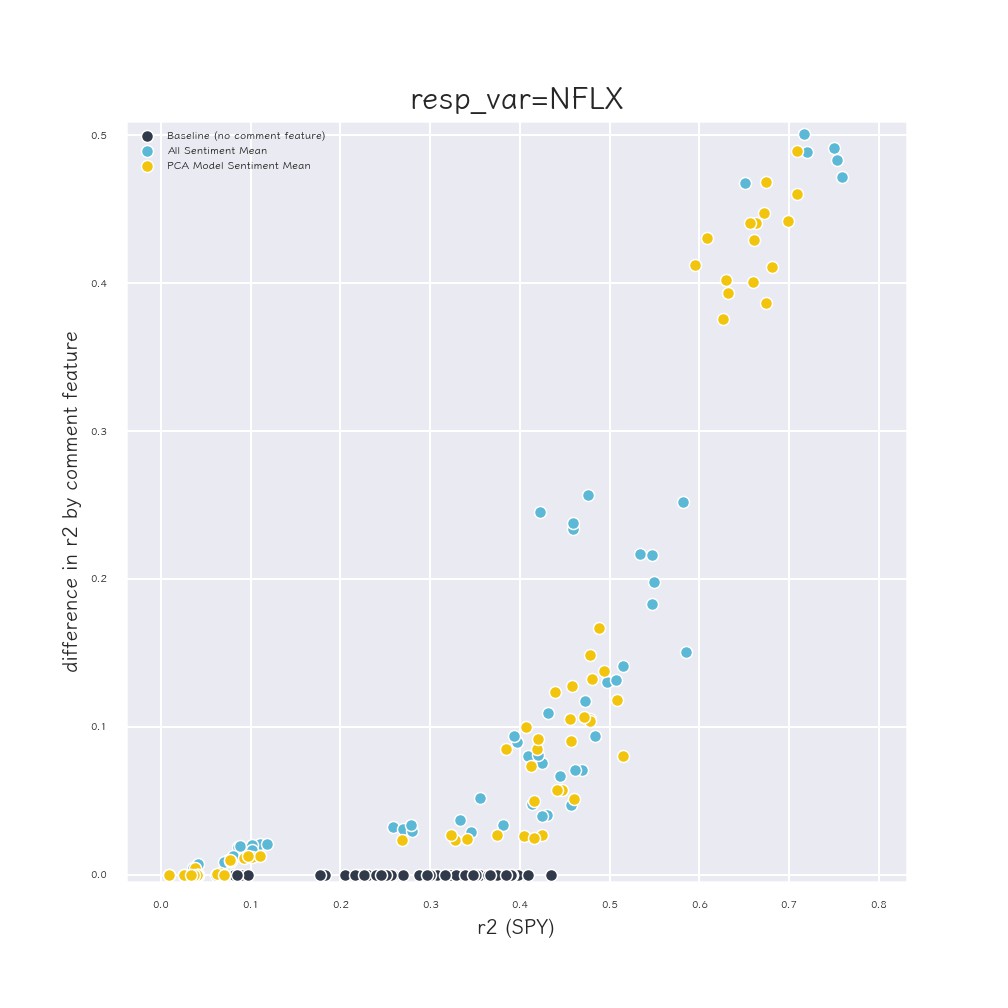 resp_var=NFLX
Baseline (no comment feature)
All Sentiment Mean
PCA Model Sentiment Mean
difference in r2 by comment feature
0.5
0.4
0.3
0.2
0.1
0.0
0.0 0.1 0.2 0.3 0.4 0.5 0.6 0.7 0.8
r2 (SPY)